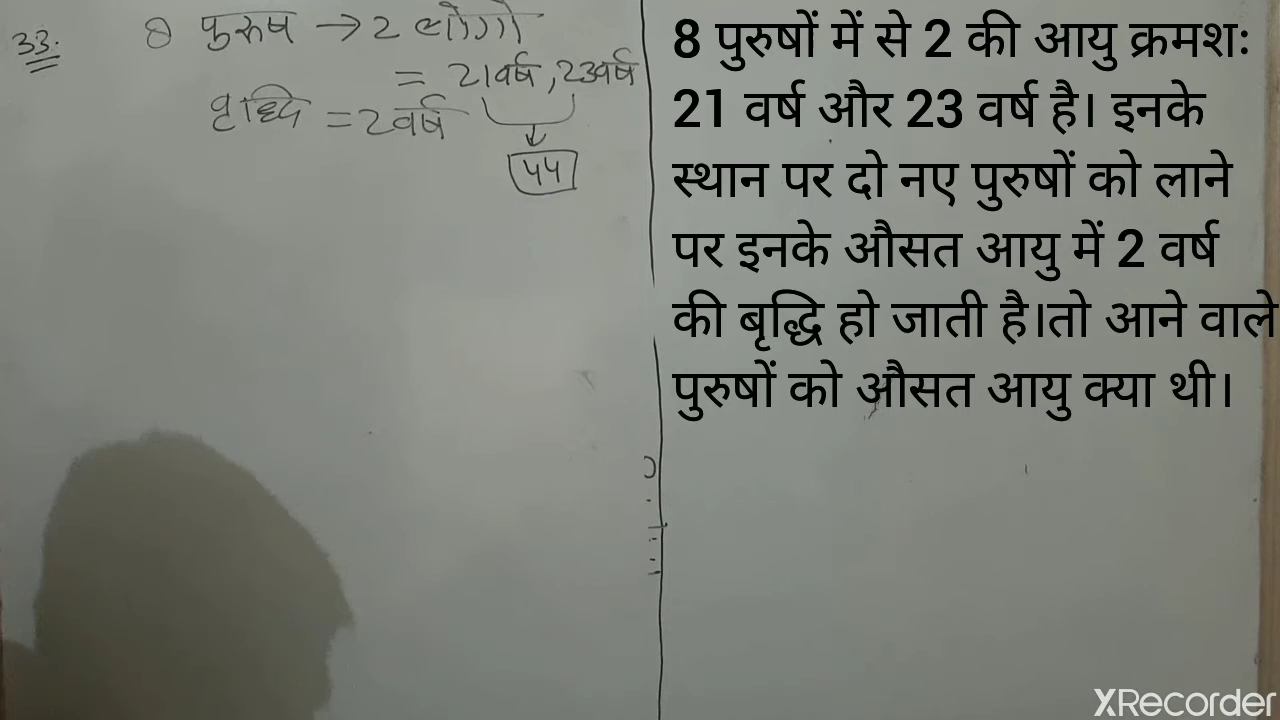 33. 8 पुरुष → 2 लोगो
= 21वर्ष, 23वर्ष
वृध्दि = 2वर्ष
44
8 पुरुषों में से 2 की आयु क्रमशः
21 वर्ष और 23 वर्ष है। इनके
स्थान पर दो नए पुरुषों को लाने
पर इनके औसत आयु में 2 वर्ष
की बृद्धि हो जाती है।तो आने वाले
पुरुषों को औसत आयु क्या थी।
XRecorder